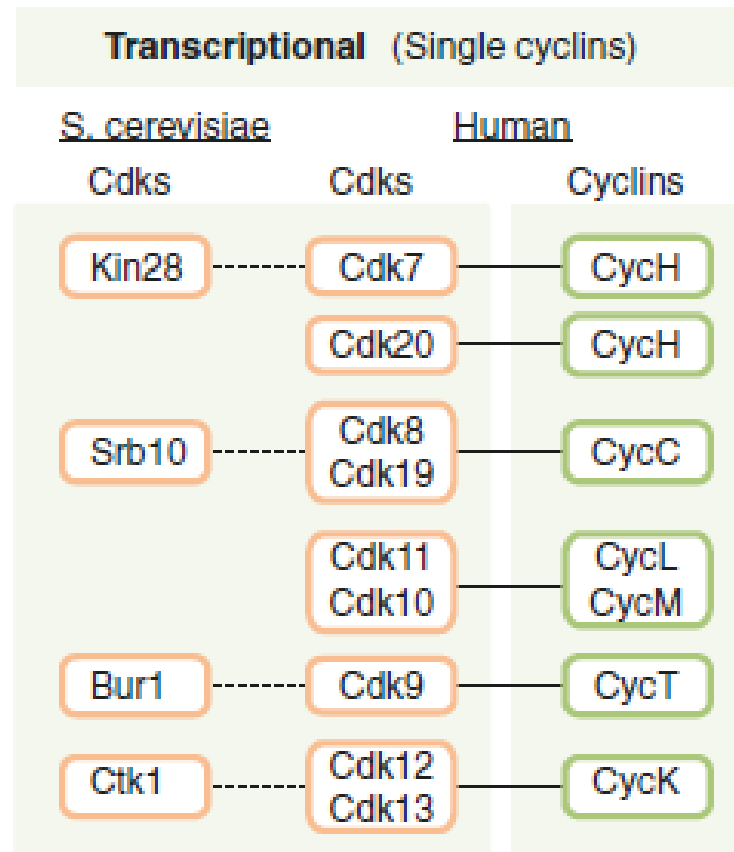 Transcriptional (Single cyclins)
S. cerevisiae Human
Cdks Cdks Cyclins
Kin28 Cdk7 CycH
Cdk20 CycH
Srb10 Cdk8 CycC
Cdk19
Cdk11 CycL
Cdk10 CycM
Bur1 Cdk9 CycT
Ctk1 Cdk12 CycK
Cdk13